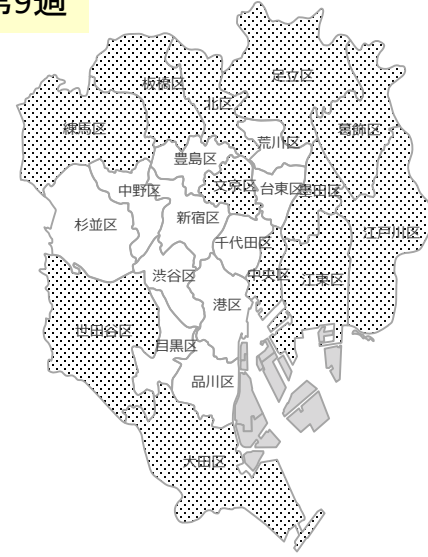 第9週
足立区
板橋区
北区
練馬区
葛飾区
荒川区
豊島区
文京区
台東区
墨田区
中野区
杉並区
新宿区
江戸川区
千代田区
中央区
江東区
渋谷区
港区
世田谷区
目黒区
品川区
大田区